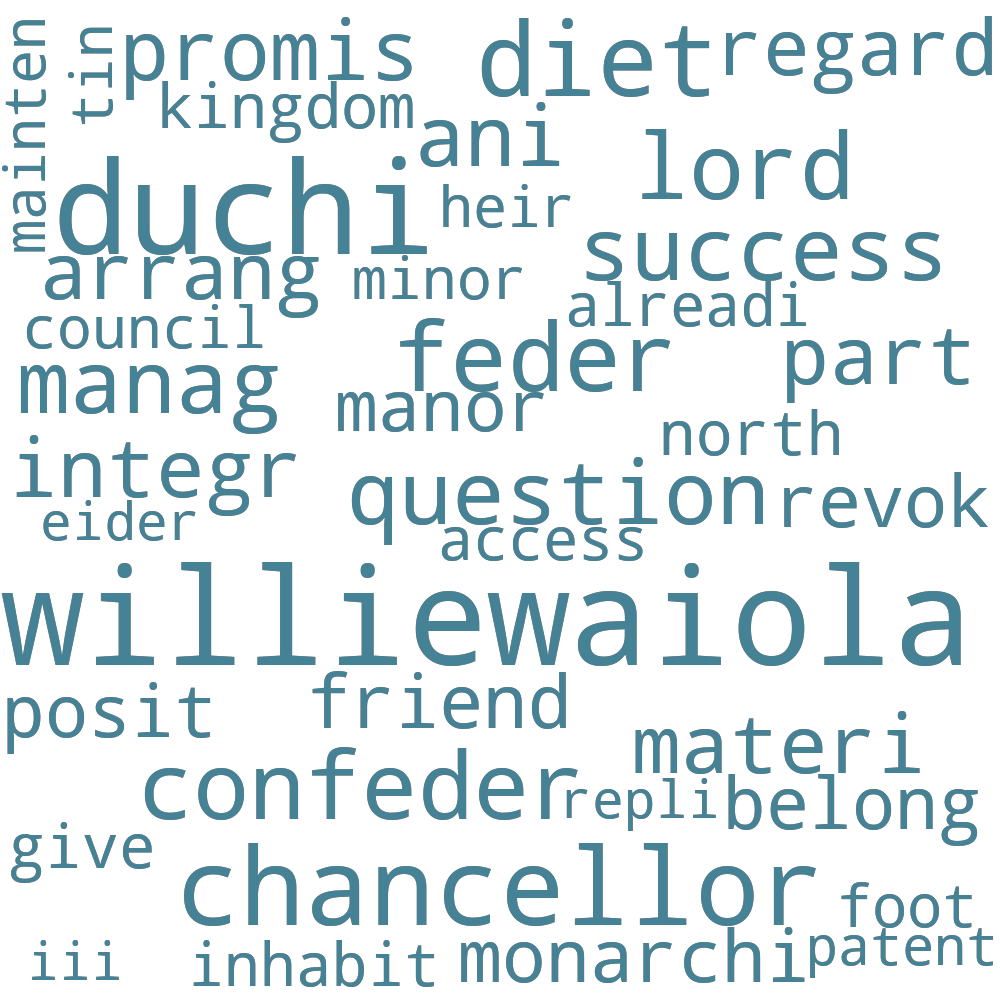 mainten
tin
promis
diet
regard
kingdom
ani
lord
duchi
heir
success
arrang
minor
alreadi
council
feder
part
manag
manor
north
integr
question
revok
eider
access
williewaiola
posit
friend
materi
confeder
repli
belong
give
chancellor
foot
iii
inhabit
monarchi
patent